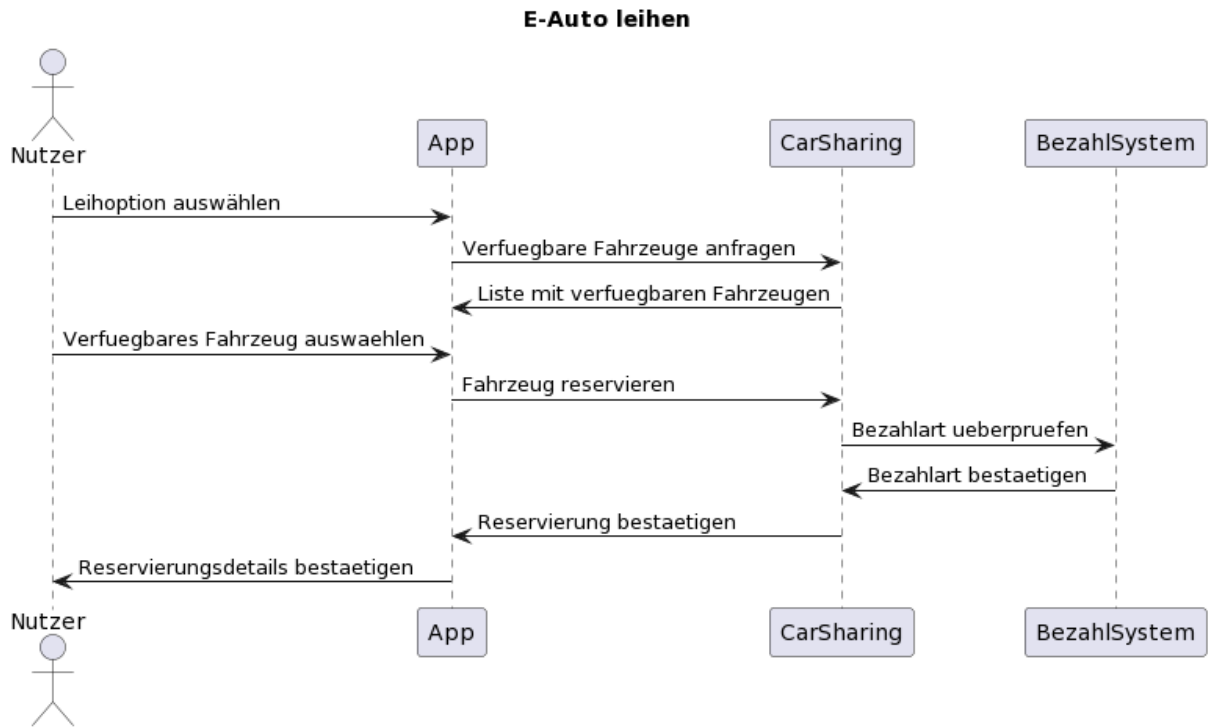 E-Auto leihen
Nutzer
App
CarSharing
BezahlSystem
Leihoption auswählen
Verfuegbare Fahrzeuge anfragen
Liste mit verfuegbaren Fahrzeugen
Verfuegbares Fahrzeug auswaehlen
Fahrzeug reservieren
Bezahlart ueberpruefen
Bezahlart bestaetigen
Reservierung bestaetigen
Reservierungsdetails bestaetigen
Nutzer
App
CarSharing
BezahlSystem